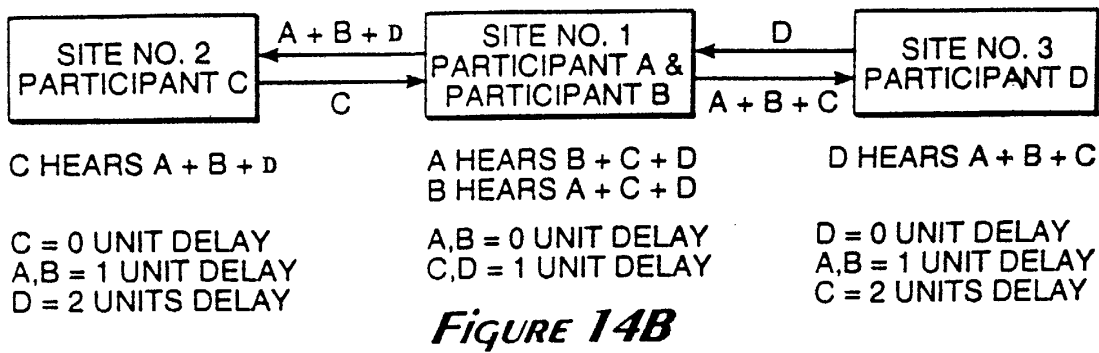 SITE NO. 2
PARTICIPANT C
A + B + D
C
SITE NO. 1
PARTICIPANT A &
PARTICIPANT B
D
A + B + C
SITE NO. 3
PARTICIPANT D
C HEARS A + B + D
A HEARS B + C + D
B HEARS A + C + D
D HEARS A + B + C
C = 0 UNIT DELAY
A,B = 1 UNIT DELAY
D = 2 UNITS DELAY
A,B = 0 UNIT DELAY
C,D = 1 UNIT DELAY
D = 0 UNIT DELAY
A,B = 1 UNIT DELAY
C = 2 UNITS DELAY
FIGURE 14B